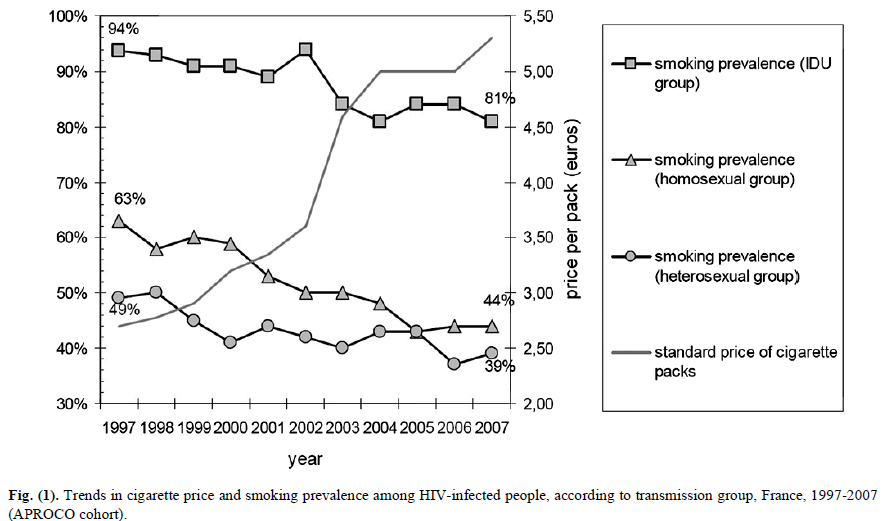 100%
90%
80%
70%
60%
50%
40%
30%
94%
81%
63%
44%
49%
39%
5,50
5,00
4,50
4,00
3,50
3,00
2,50
2,00
price per pack (euros)
1997 1998 1999 2000 2001 2002 2003 2004 2005 2006 2007
year
smoking prevalence (IDU
group)
smoking prevalence
(homosexual group)
smoking prevalence
(heterosexual group)
standard price of cigarette
packs
Fig. (1). Trends in cigarette price and smoking prevalence among HIV-infected people, according to transmission group, France, 1997-2007
(APROCO cohort).